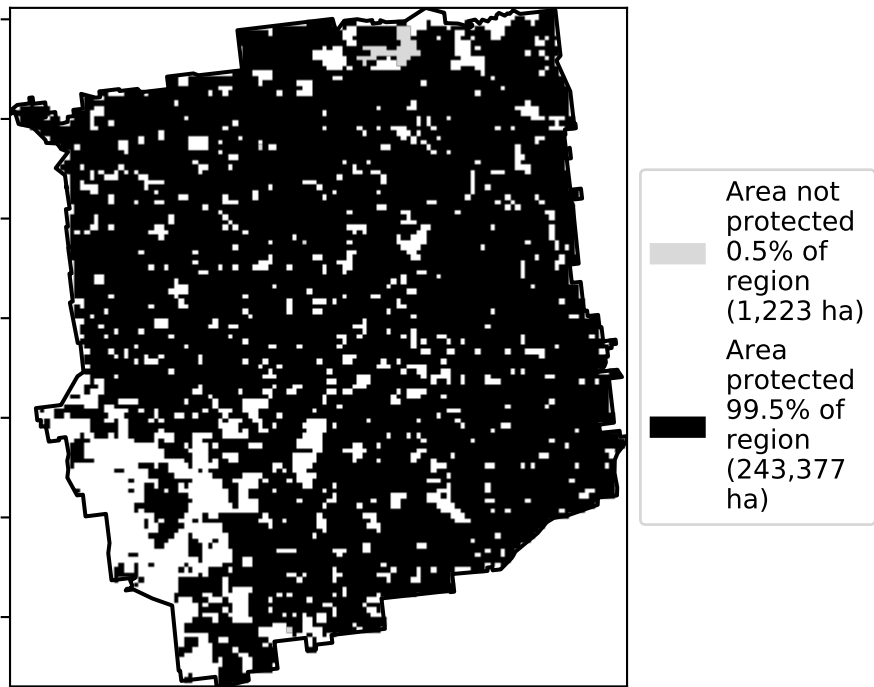 Area not
protected
0.5% of
region
(1,223 ha)
Area
protected
99.5% of
region
(243,377
ha)